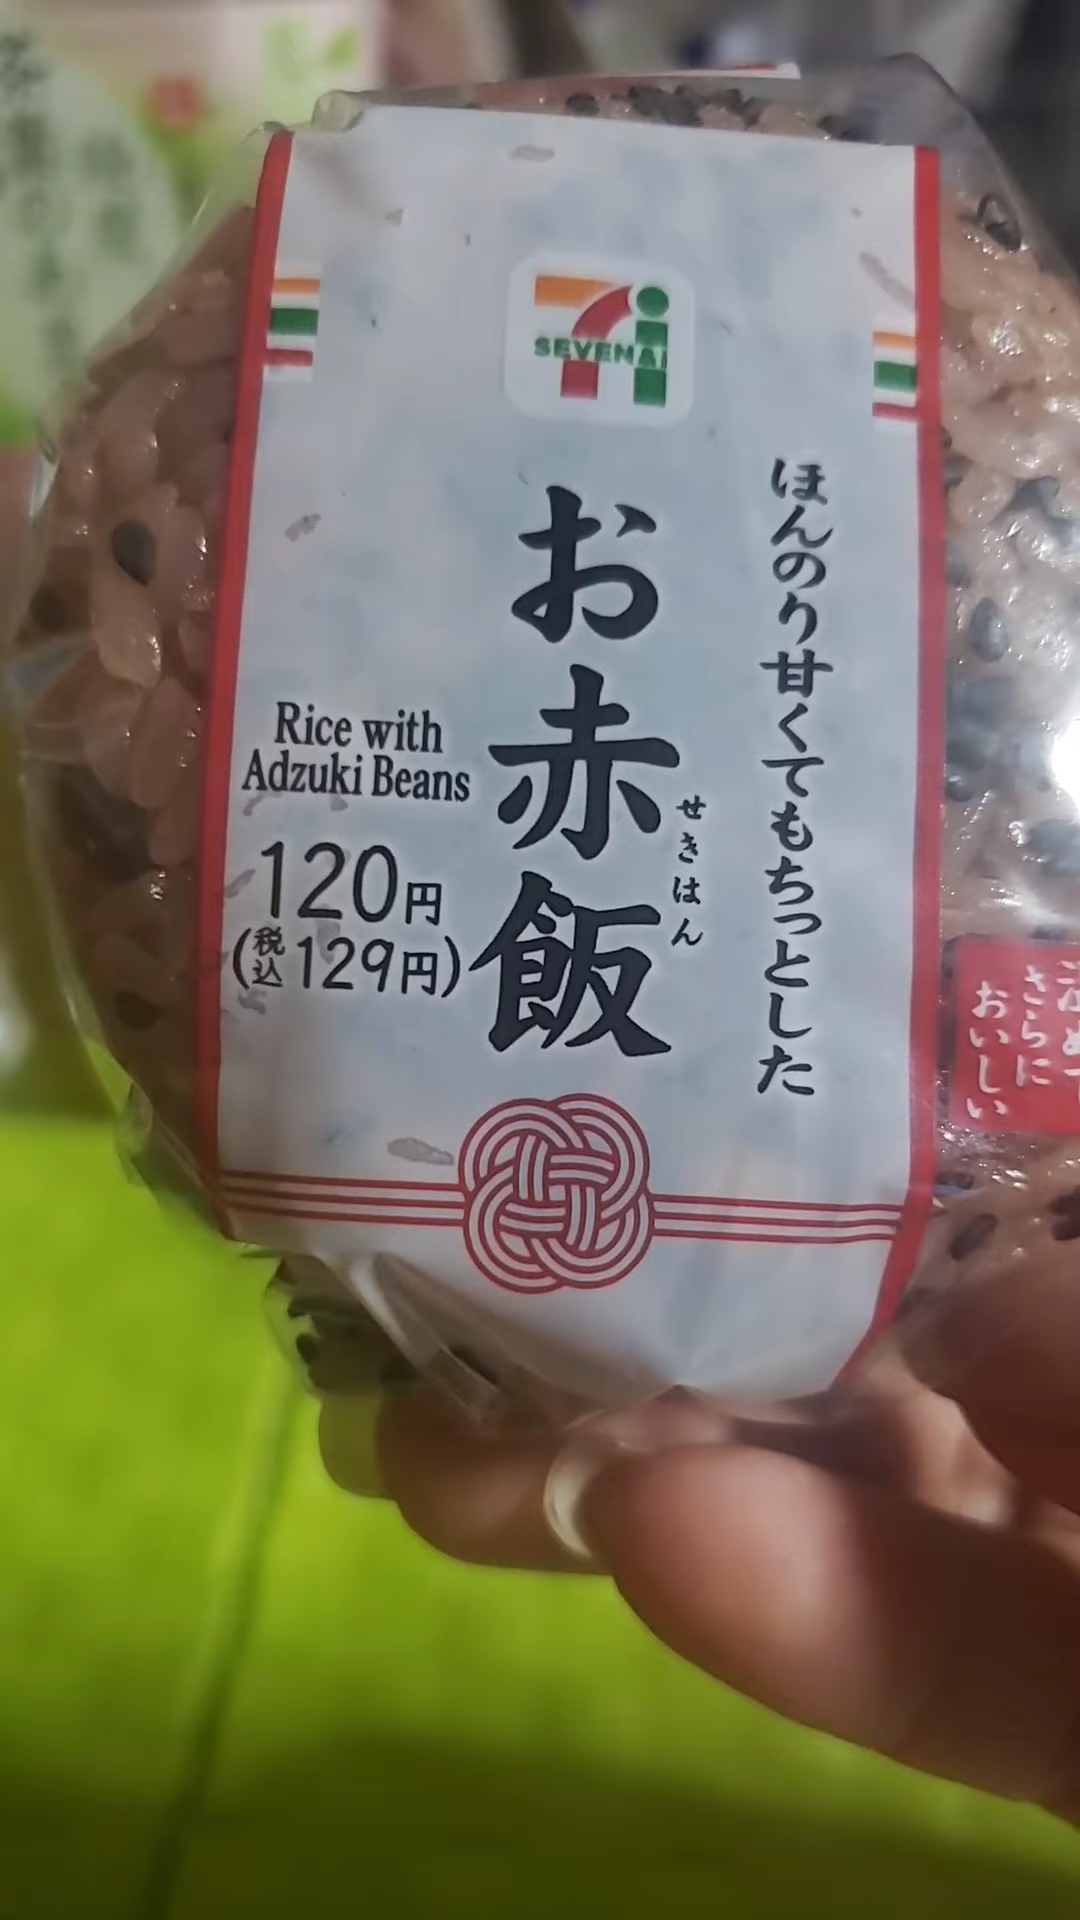 SEVEN&i
ほんのり甘くてもちっとした
お赤飯
せきはん
Rice with
Adzuki Beans
120円
(税込129円)
さらに
おいしい